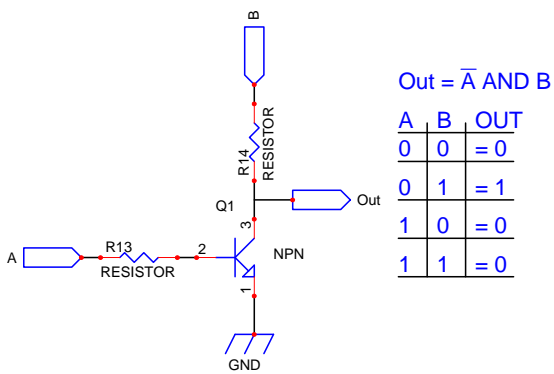 B
R14
RESISTOR
Out
Q1
3
A
R13
RESISTOR
2
NPN
1
GND
Out = A̅ AND B
A B OUT
0 0 = 0
0 1 = 1
1 0 = 0
1 1 = 0